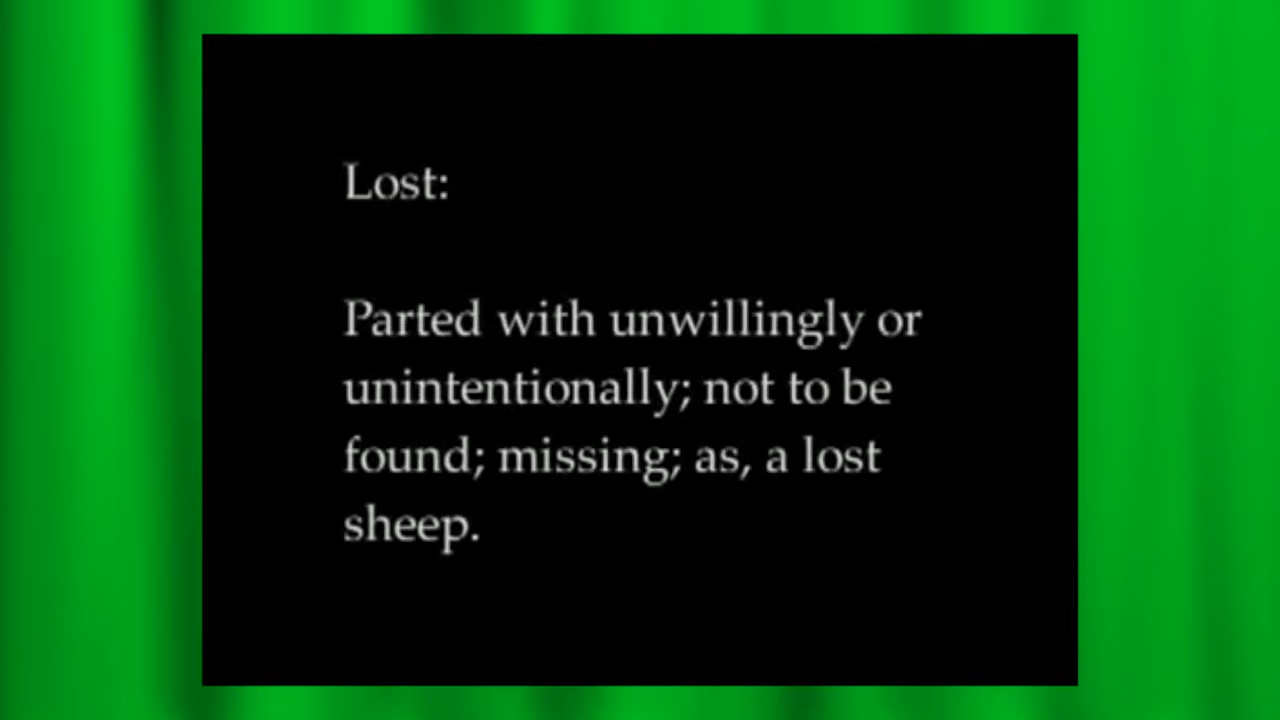 Lost:
Parted with unwillingly or
unintentionally; not to be
found; missing; as, a lost
sheep.